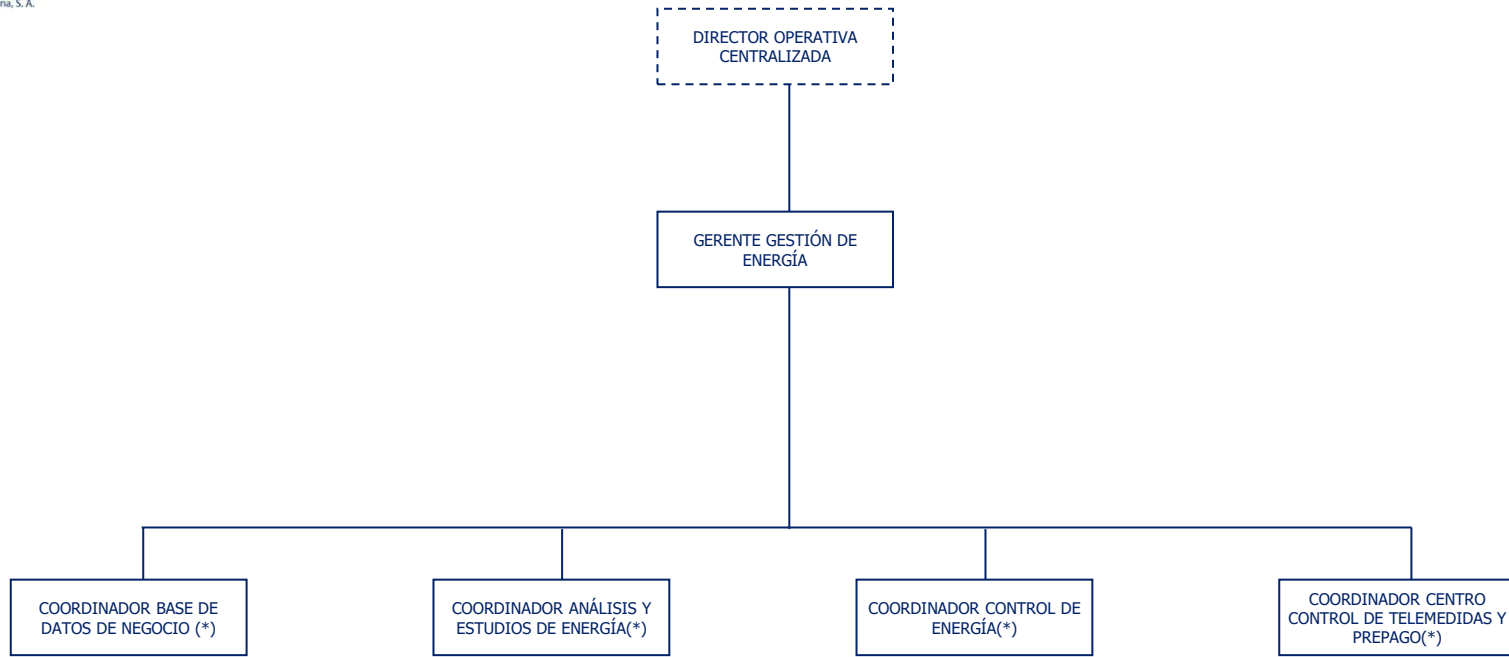 na, S. A.
DIRECTOR OPERATIVA
CENTRALIZADA
GERENTE GESTIÓN DE
ENERGÍA
COORDINADOR BASE DE
DATOS DE NEGOCIO (*)
COORDINADOR ANÁLISIS Y
ESTUDIOS DE ENERGÍA(*)
COORDINADOR CONTROL DE
ENERGÍA(*)
COORDINADOR CENTRO
CONTROL DE TELEMEDIDAS Y
PREPAGO(*)